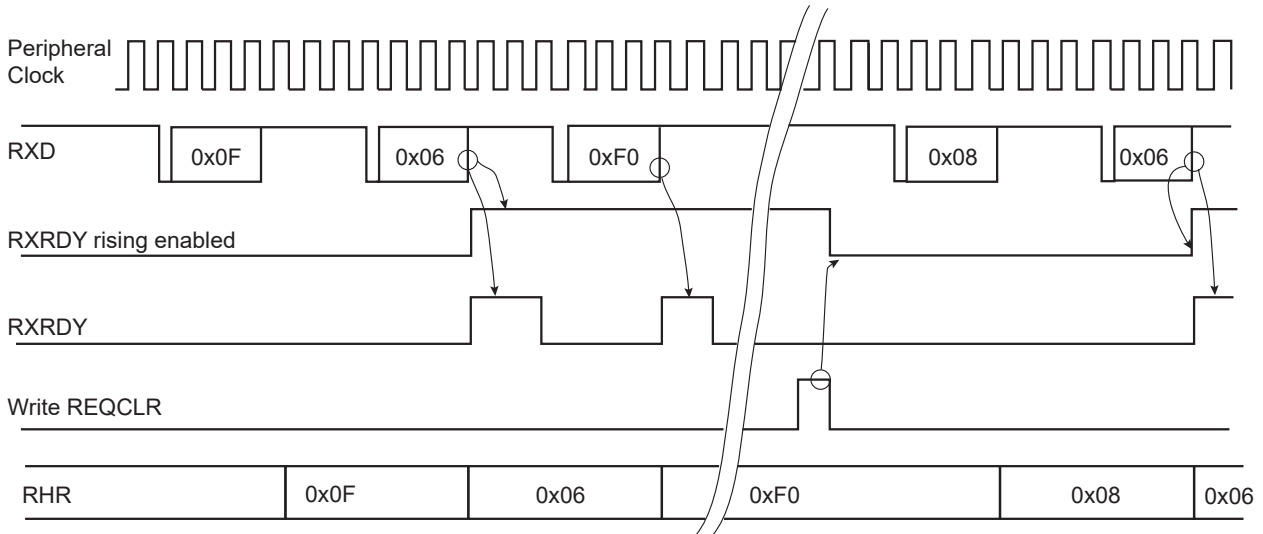 Peripheral
Clock
RXD
0x0F
0x06
0xF0
0x08
0x06
RXRDY rising enabled
RXRDY
Write REQCLR
RHR
0x0F
0x06
0xF0
0x08
0x06